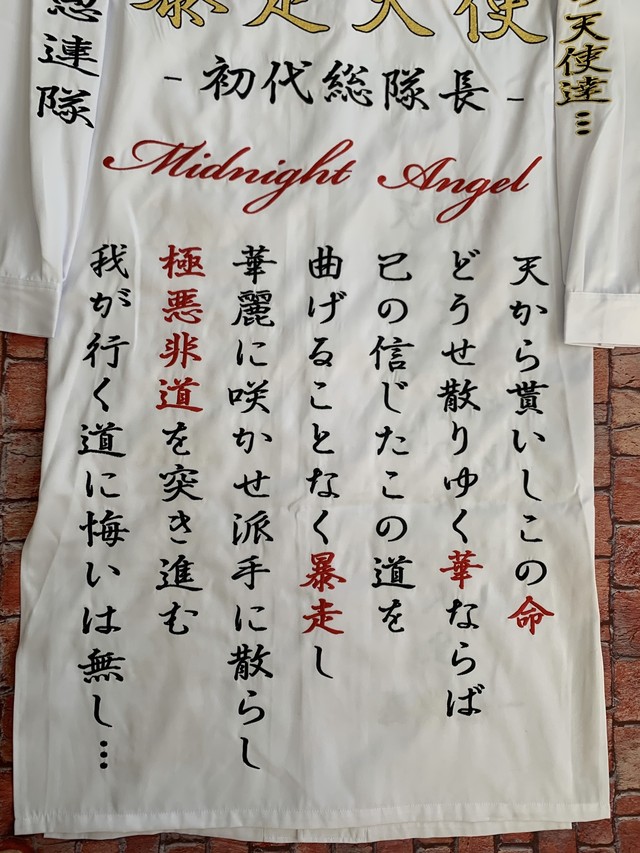 暴走天使
- 初代総隊長 -
Midnight Angel
天から貰いしこの命
どうせ散りゆく華ならば
己の信じたこの道を
曲げることなく暴走し
華麗に咲かせ派手に散らし
極悪非道を突き進む
我が行く道に悔いは無し…
連隊
天使達…